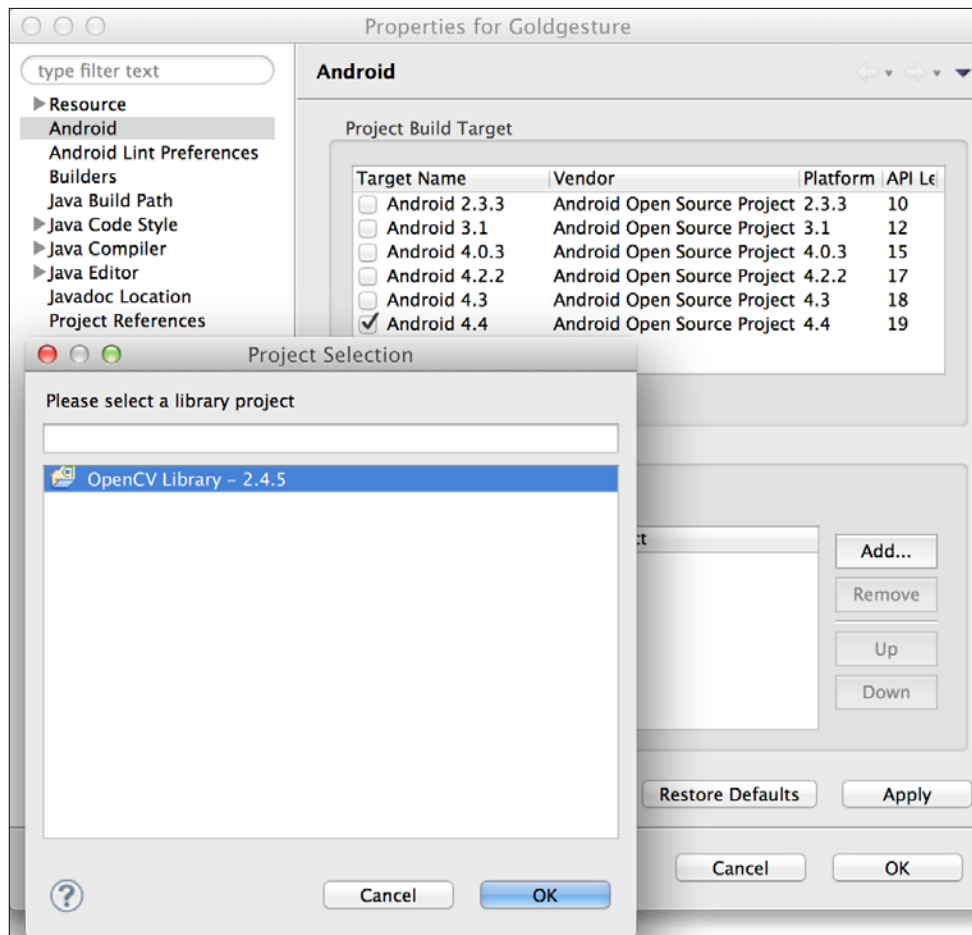 Properties for Goldgesture
type filter text
Android
Resource
Android
Android Lint Preferences
Builders
Java Build Path
Java Code Style
Java Compiler
Java Editor
Javadoc Location
Project References
Project Build Target
Target Name Vendor Platform API Le
Android 2.3.3 Android Open Source Project 2.3.3 10
Android 3.1 Android Open Source Project 3.1 12
Android 4.0.3 Android Open Source Project 4.0.3 15
Android 4.2.2 Android Open Source Project 4.2.2 17
Android 4.3 Android Open Source Project 4.3 18
Android 4.4 Android Open Source Project 4.4 19
Project Selection
Please select a library project
OpenCV Library – 2.4.5
?
Cancel
OK
Add...
Remove
Up
Down
Restore Defaults
Apply
Cancel
OK